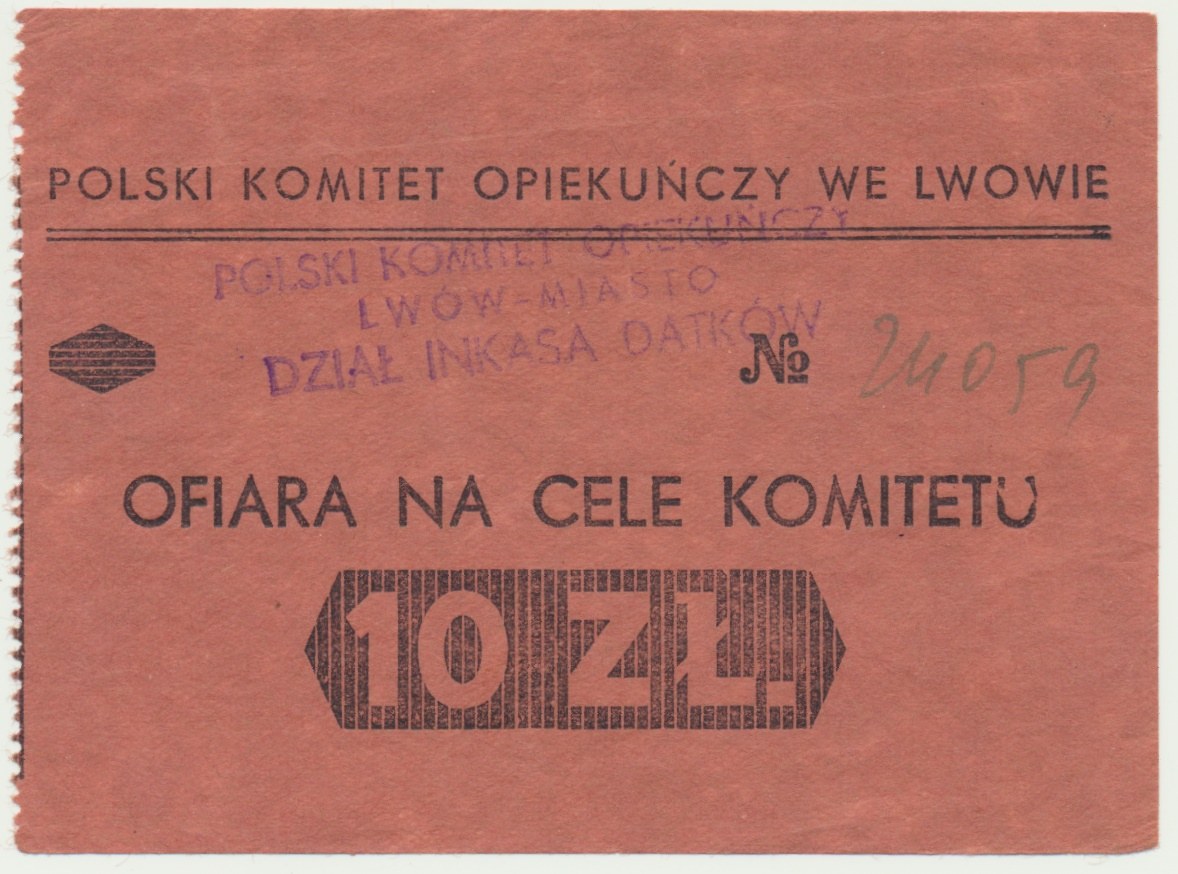 POLSKI KOMITET OPIEKUŃCZY WE LWOWIE
POLSKI KOMITET OPIEKUŃCZY
LWÓW-MIASTO
DZIAŁ INKASA DATKÓW
№ 24059
OFIARA NA CELE KOMITETU
10 ZŁ.